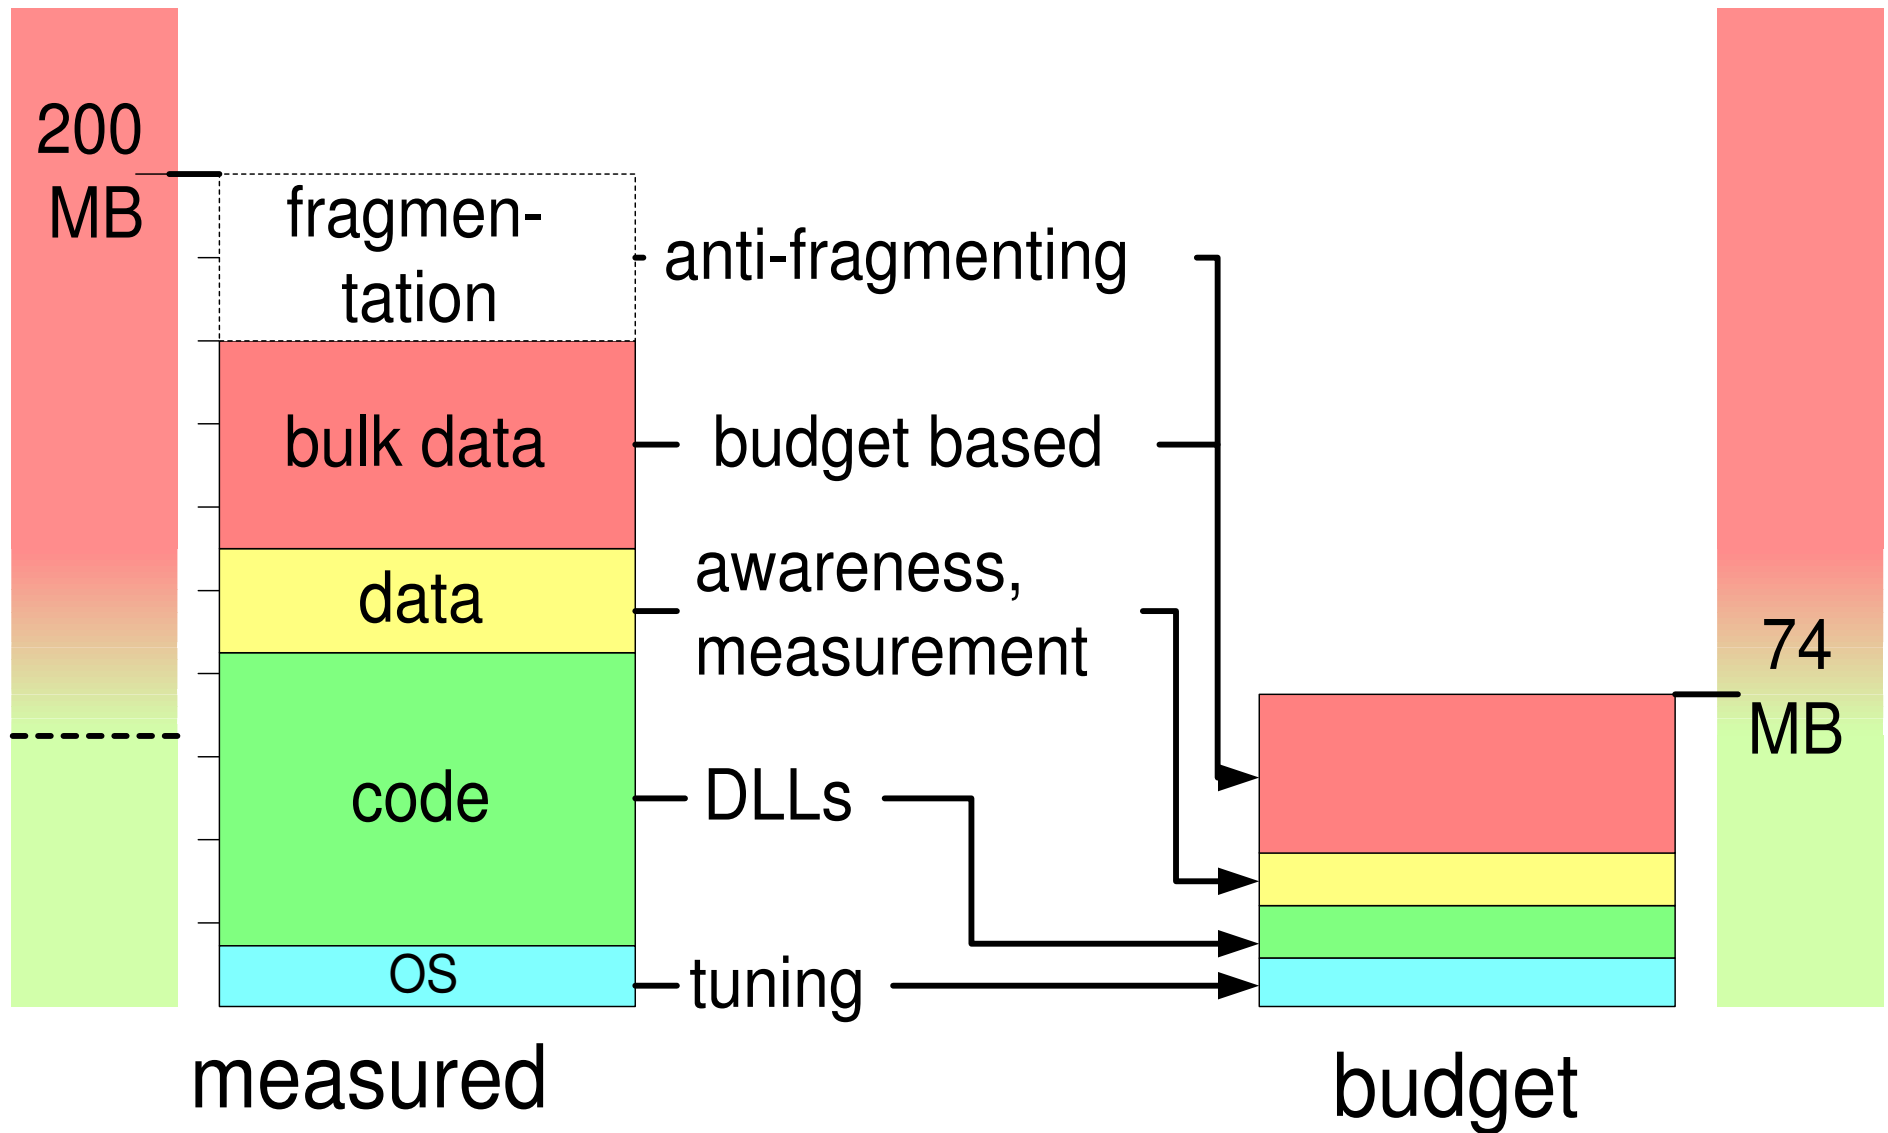 200
MB
fragmen-
tation
anti-fragmenting
bulk data
budget based
data
awareness,
measurement
74
MB
code
DLLs
OS
tuning
measured
budget